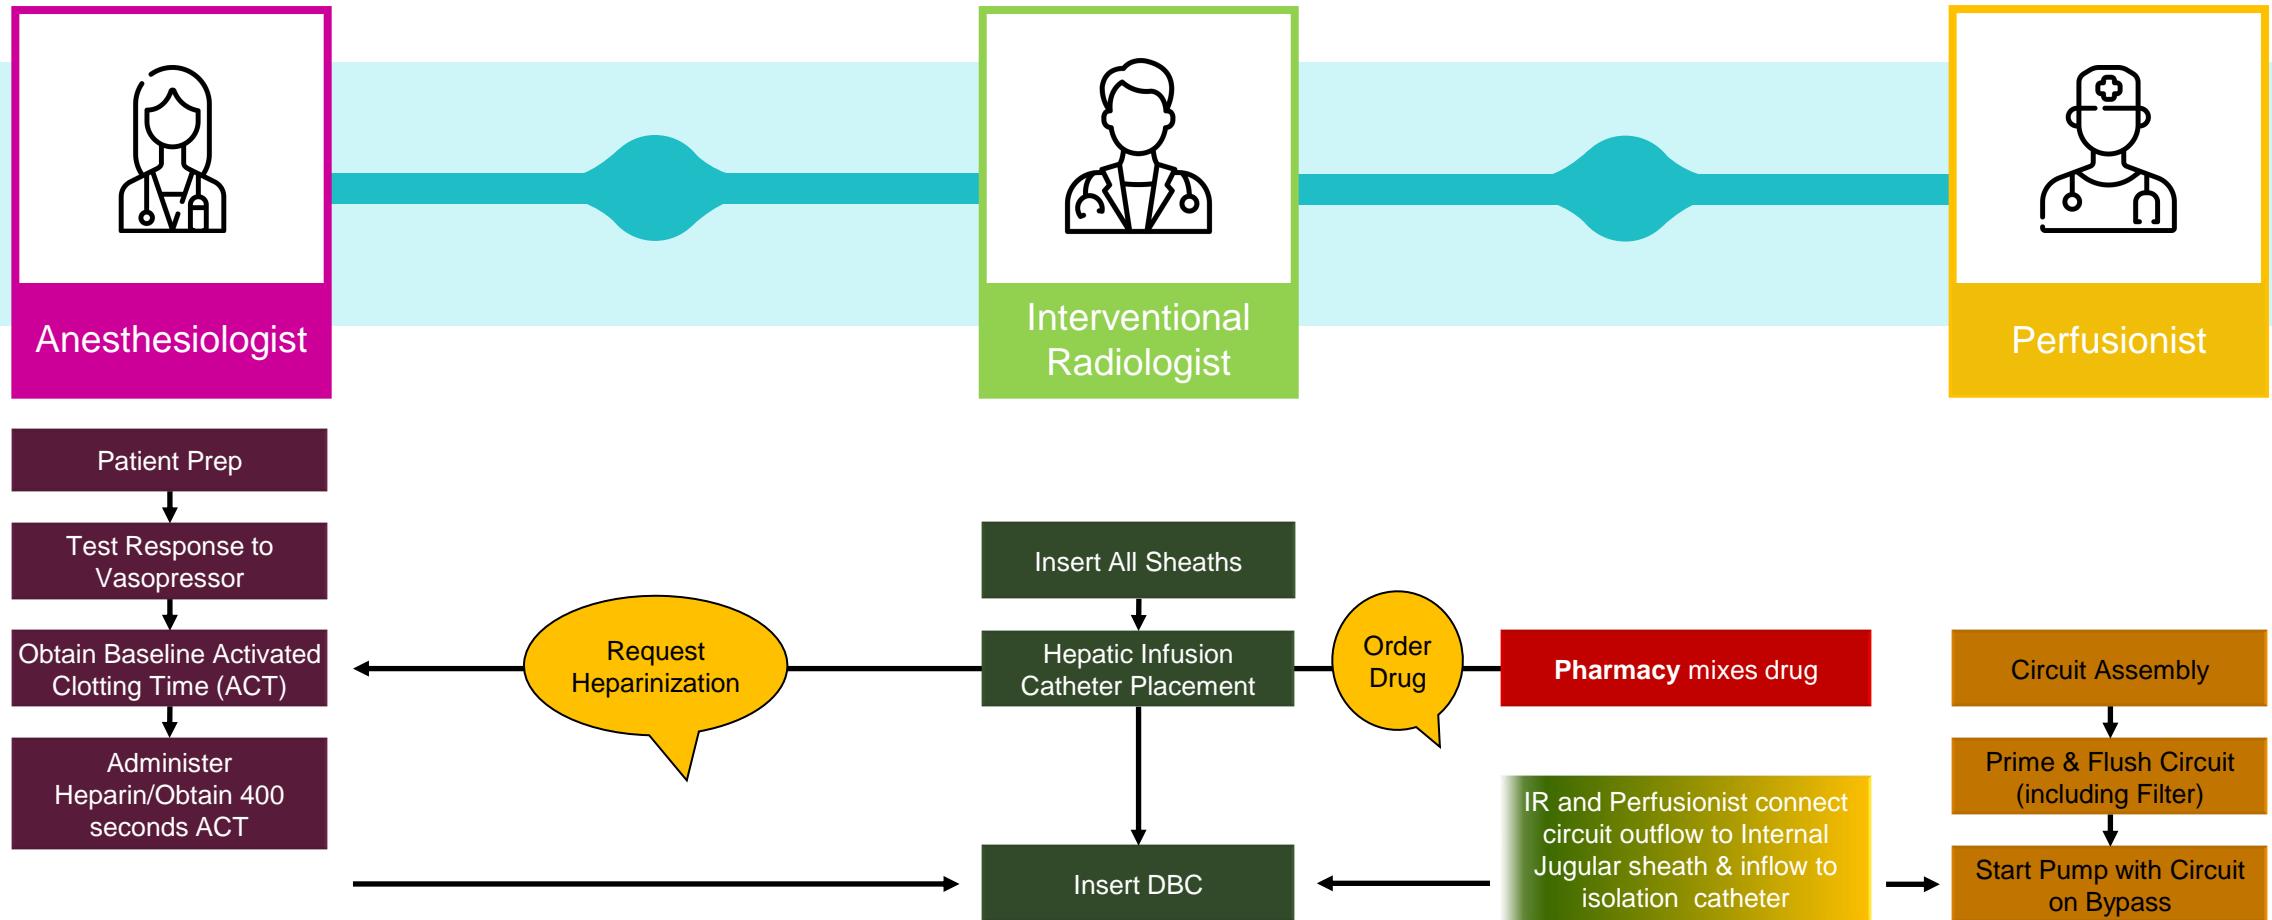 Anesthesiologist
Interventional
Radiologist
Perfusionist
Patient Prep
Test Response to
Vasopressor
Obtain Baseline Activated
Clotting Time (ACT)
Administer
Heparin/Obtain 400
seconds ACT
Request
Heparinization
Insert All Sheaths
Hepatic Infusion
Catheter Placement
Insert DBC
Order
Drug
Pharmacy mixes drug
IR and Perfusionist connect
circuit outflow to Internal
Jugular sheath & inflow to
isolation catheter
Circuit Assembly
Prime & Flush Circuit
(including Filter)
Start Pump with Circuit
on Bypass